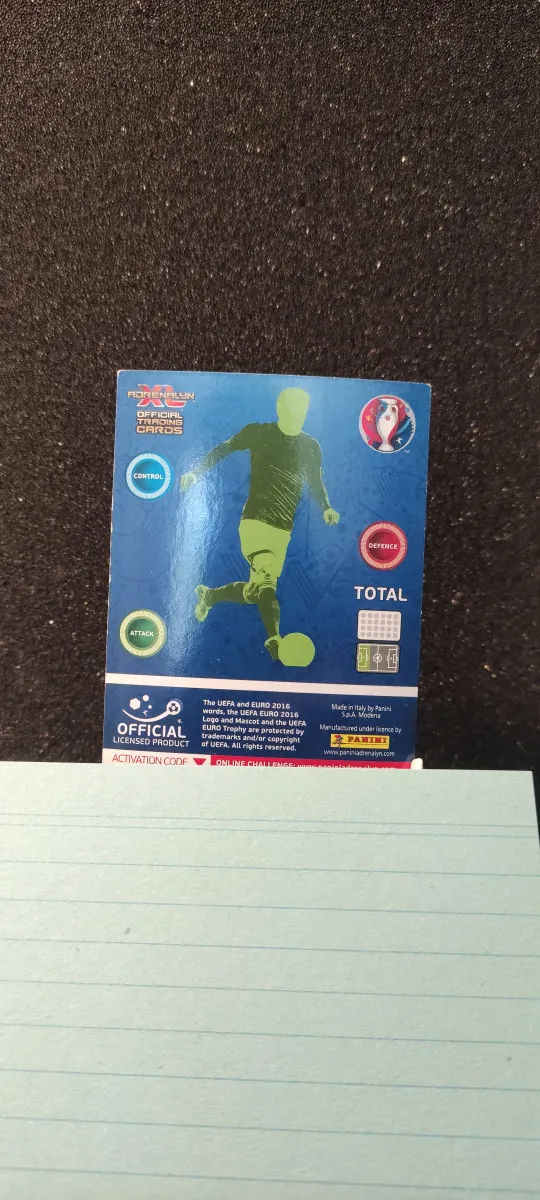 ADRENALYN
XL
OFFICIAL
TRADING
CARDS
CONTROL
DEFENCE
TOTAL
ATTACK
OFFICIAL
LICENSED PRODUCT
The UEFA and EURO 2016
words, the UEFA EURO 2016
Logo and Mascot and the UEFA
EURO Trophy are protected by
trademarks and/or copyright
of UEFA. All rights reserved.
Made in Italy by Panini
S.p.A. Modena
Manufactured under licence by
PANINI
www.paniniadrenalyn.com
ACTIVATION CODE
ONLINE CHALLENGE: www.paniniadrenalyn.com